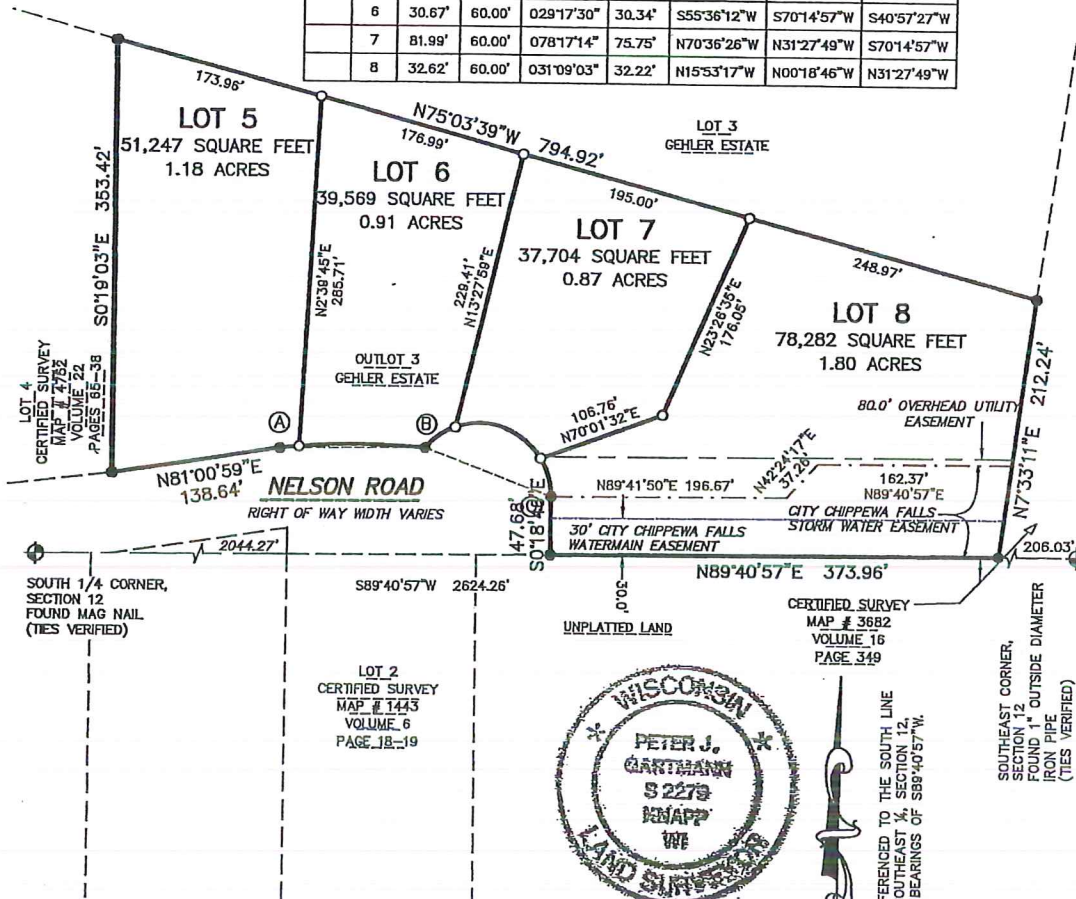 6 30.67' 60.00' 029°17'30" 30.34' S55°36'12"W S70°14'57"W S40°57'27"W
7 81.99' 60.00' 078°17'14" 75.75' N70°36'26"W N31°27'49"W S70°14'57"W
8 32.62' 60.00' 031°09'03" 32.22' N15°53'17"W N00°18'46"W N31°27'49"W
173.96'
LOT 5
51,247 SQUARE FEET
1.18 ACRES
N75°03'39"W 794.92'
176.99'
LOT 3
GEHLER ESTATE
LOT 6
39,569 SQUARE FEET
0.91 ACRES
195.00'
LOT 7
37,704 SQUARE FEET
0.87 ACRES
248.97'
LOT 8
78,282 SQUARE FEET
1.80 ACRES
S0°19'03"E 353.42'
N2°39'45"E
285.71'
229.41'
N13°27'59"E
N23°26'35"E
176.05'
N7°33'11"E 212.24'
OUTLOT 3
GEHLER ESTATE
LOT 4
CERTIFIED SURVEY
MAP # 4762
VOLUME 22
PAGES 65-38
A
B
106.76'
N70°01'32"E
80.0' OVERHEAD UTILITY
EASEMENT
N81°00'59"E
138.64'
NELSON ROAD
RIGHT OF WAY WIDTH VARIES
N89°41'50"E 196.67'
N42°24'17"E
37.26'
162.37'
N89°40'57"E
47.68'
CITY CHIPPEWA FALLS
STORM WATER EASEMENT
30' CITY CHIPPEWA FALLS
WATERMAIN EASEMENT
2044.27'
206.03'
N89°40'57"E 373.96'
SOUTH 1/4 CORNER,
SECTION 12
FOUND MAG NAIL
(TIES VERIFIED)
S89°40'57"W 2624.26'
30.0'
UNPLATTED LAND
CERTIFIED SURVEY
MAP # 3682
VOLUME 16
PAGE 349
LOT 2
CERTIFIED SURVEY
MAP # 1443
VOLUME 6
PAGE 18-19
WISCONSIN
PETER J.
GARTMANN
S 2279
KNAPP
LAND SURVEYOR
FERENCED TO THE SOUTH LINE
OUTHEAST ¼, SECTION 12,
BEARINGS OF S89°40'57"W.
SOUTHEAST CORNER,
SECTION 12
FOUND 1" OUTSIDE DIAMETER
IRON PIPE
(TIES VERIFIED)